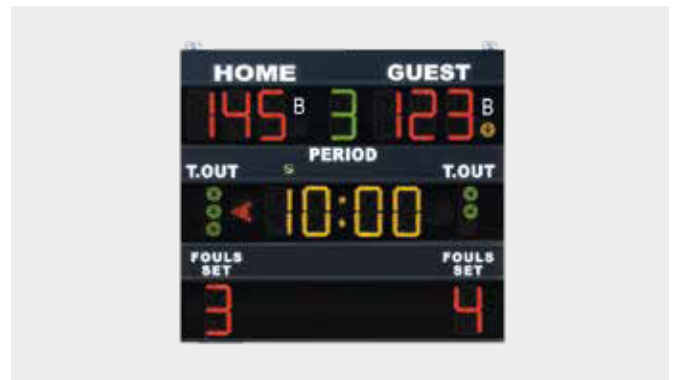 HOME GUEST
145 B 3 123 B
PERIOD
T.OUT S T.OUT
10:00
FOULS SET FOULS SET
3 4